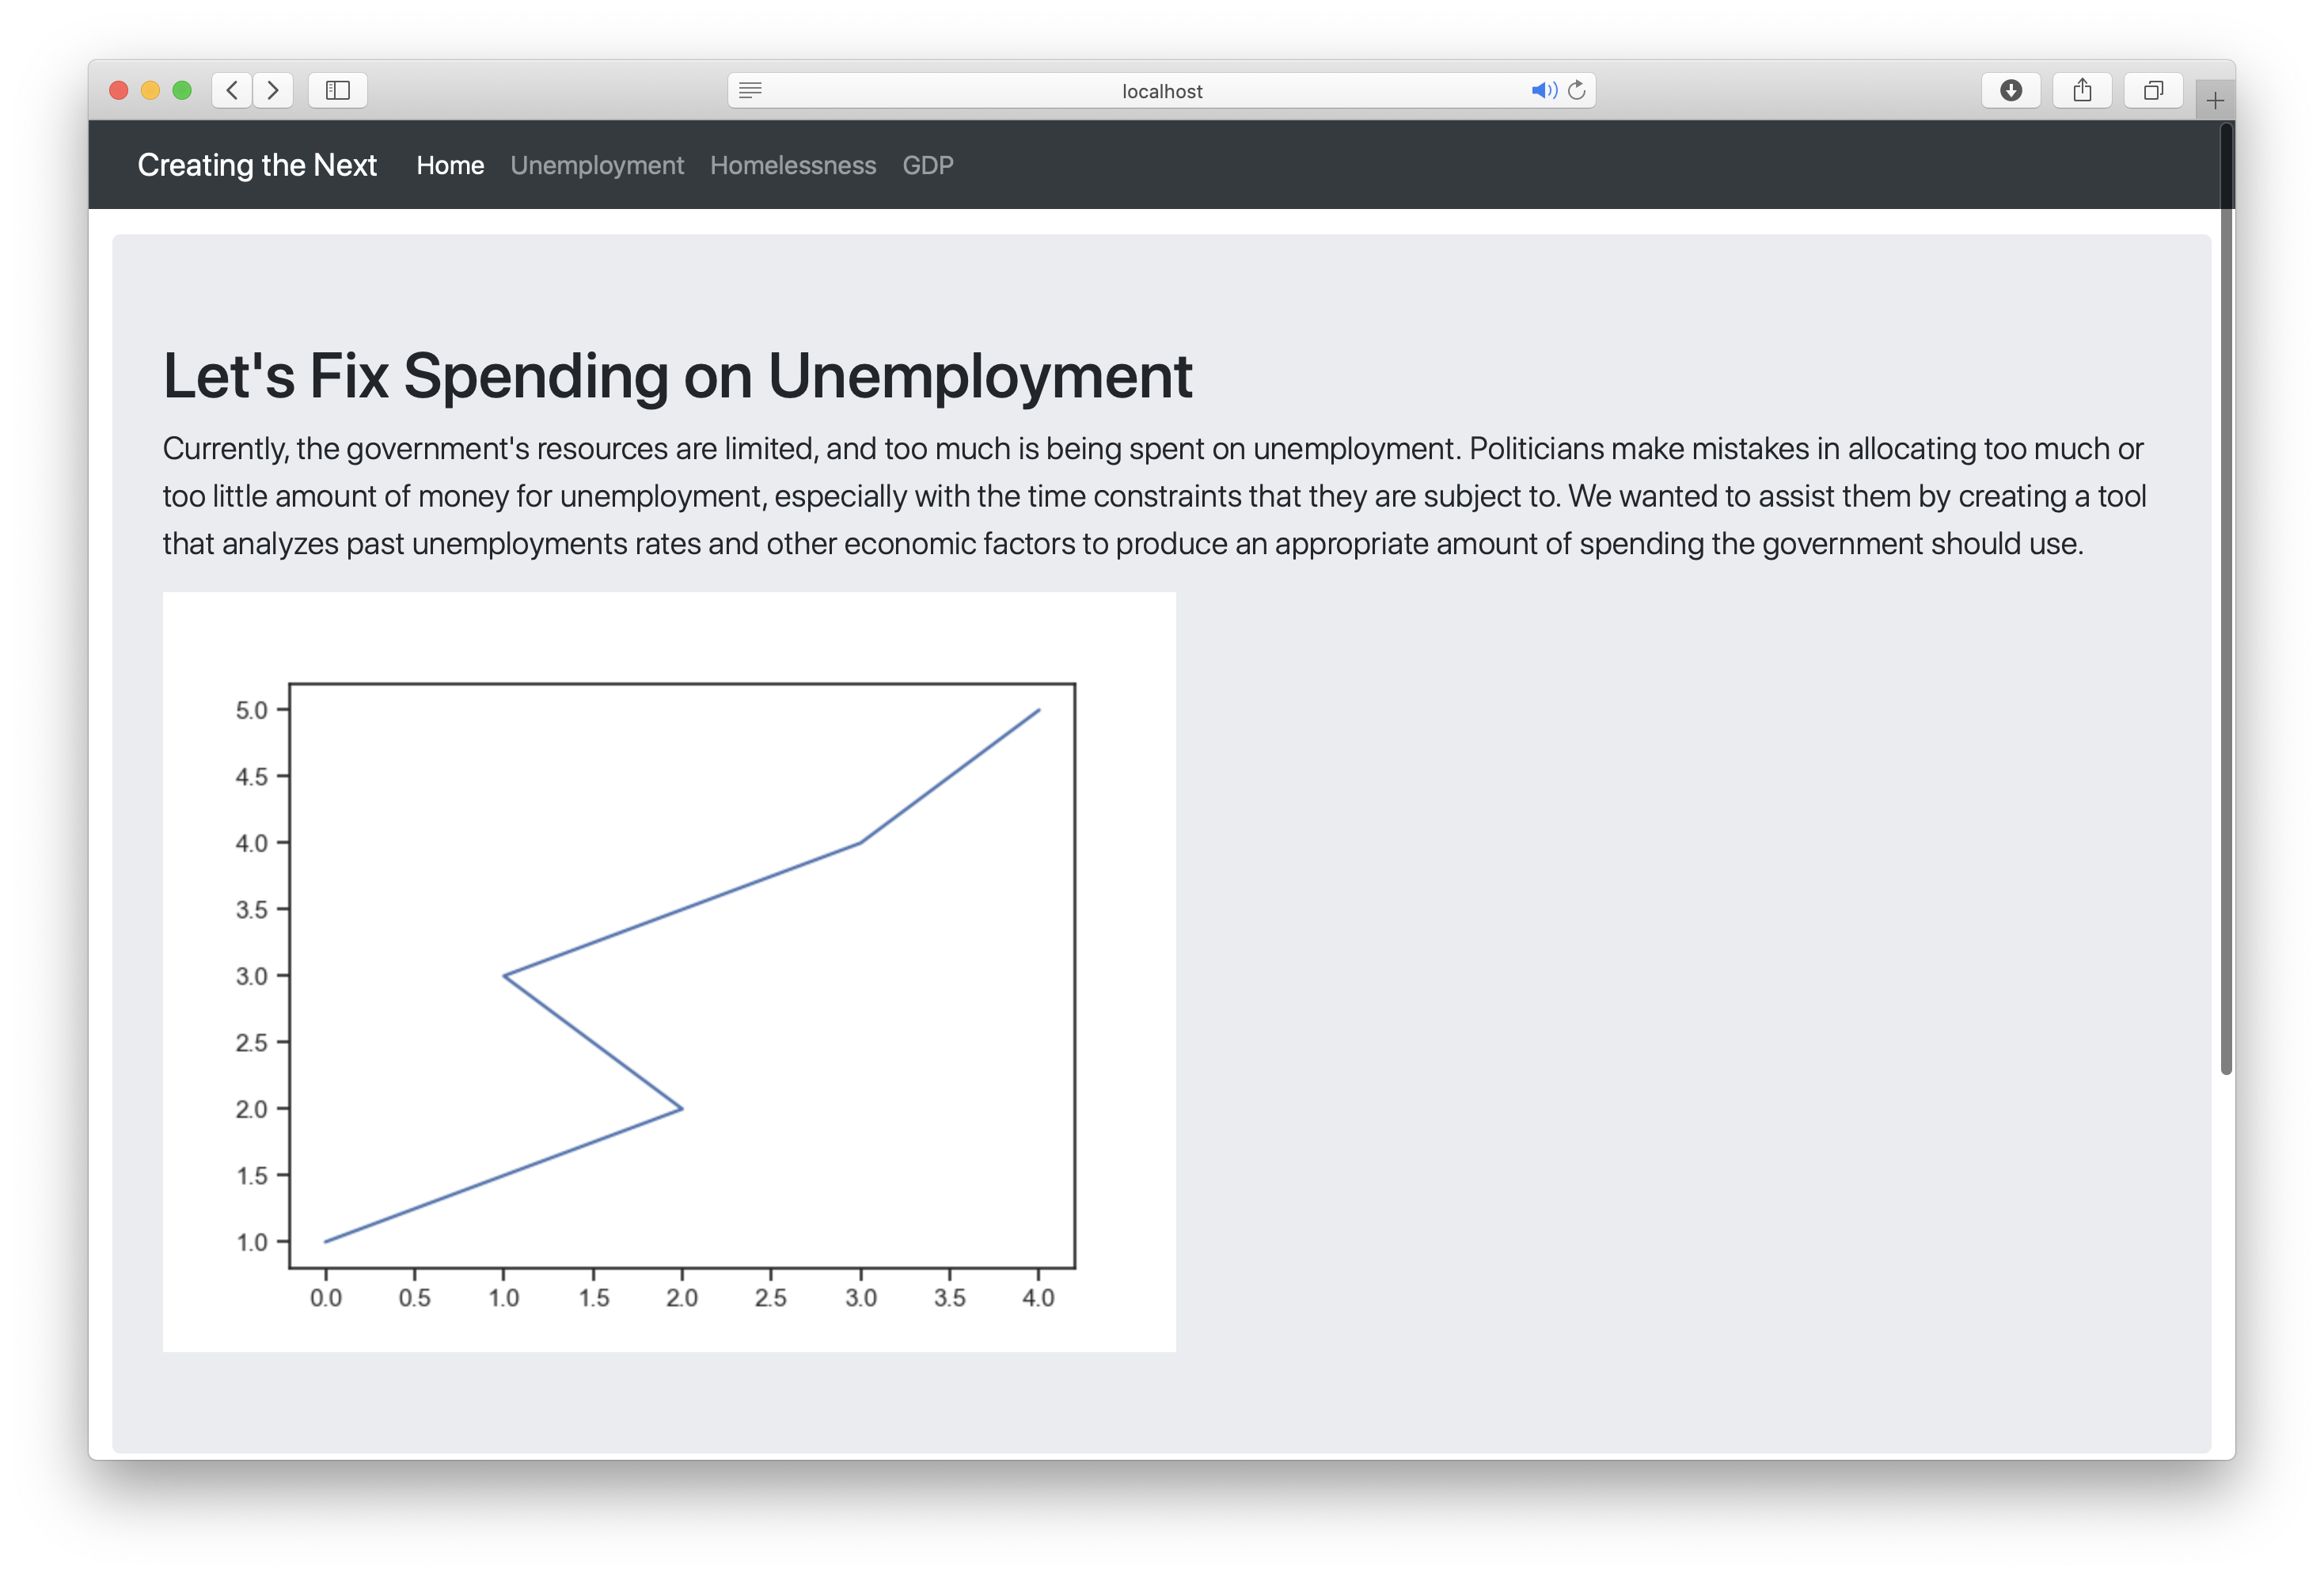 localhost
Creating the Next Home Unemployment Homelessness GDP
Let's Fix Spending on Unemployment
Currently, the government's resources are limited, and too much is being spent on unemployment. Politicians make mistakes in allocating too much or
too little amount of money for unemployment, especially with the time constraints that they are subject to. We wanted to assist them by creating a tool
that analyzes past unemployments rates and other economic factors to produce an appropriate amount of spending the government should use.
5.0
4.5
4.0
3.5
3.0
2.5
2.0
1.5
1.0
0.0 0.5 1.0 1.5 2.0 2.5 3.0 3.5 4.0